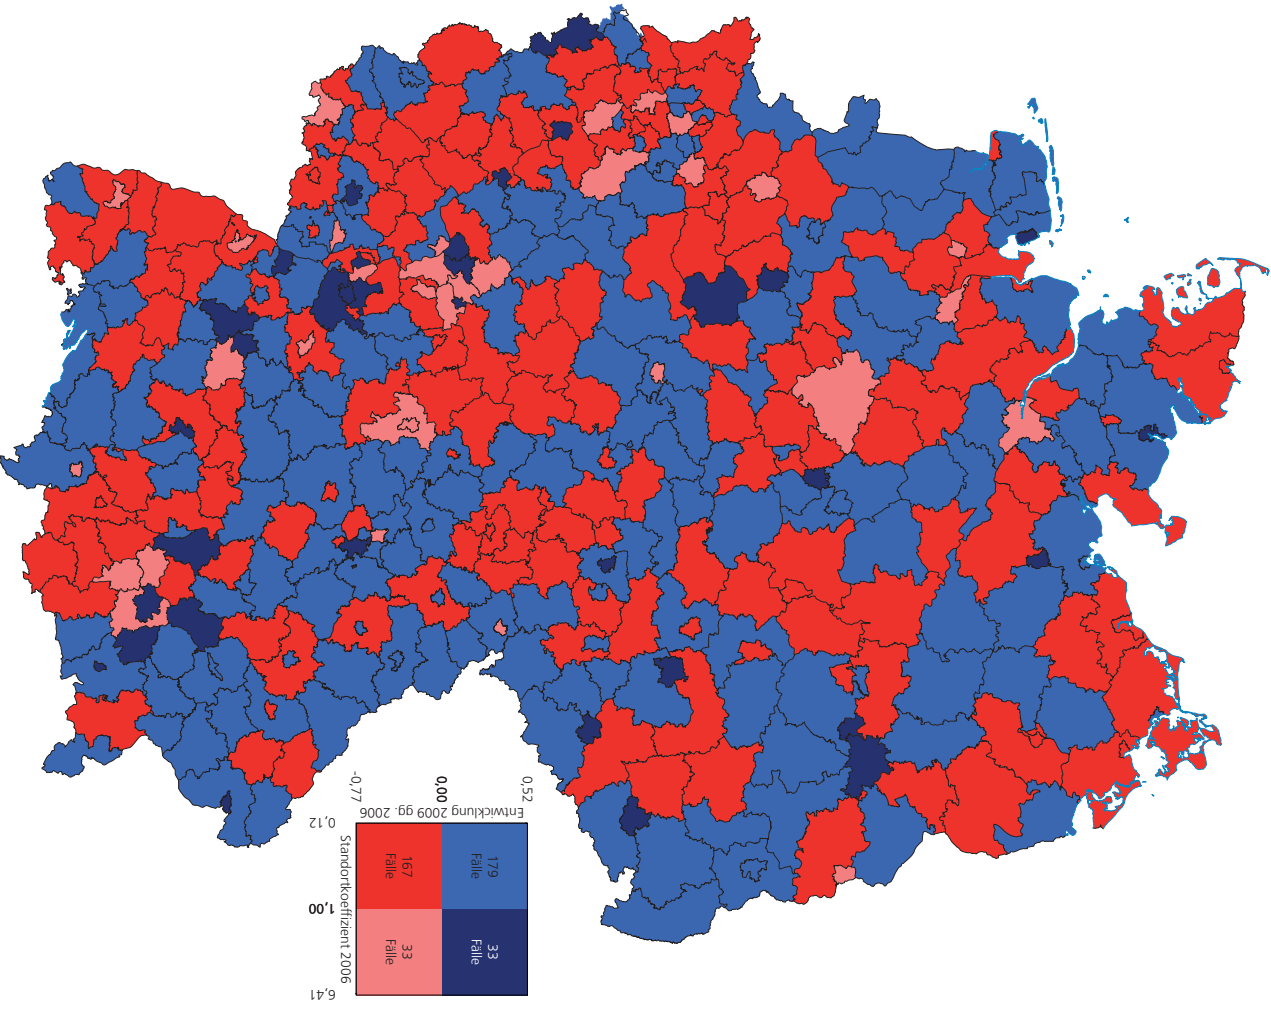 0,52
0,00
-0,77
Entwicklung 2009 gg. 2006
0,12
1,00
6,41
Standortkoeffizient 2006
179
Fälle
33
Fälle
167
Fälle
33
Fälle